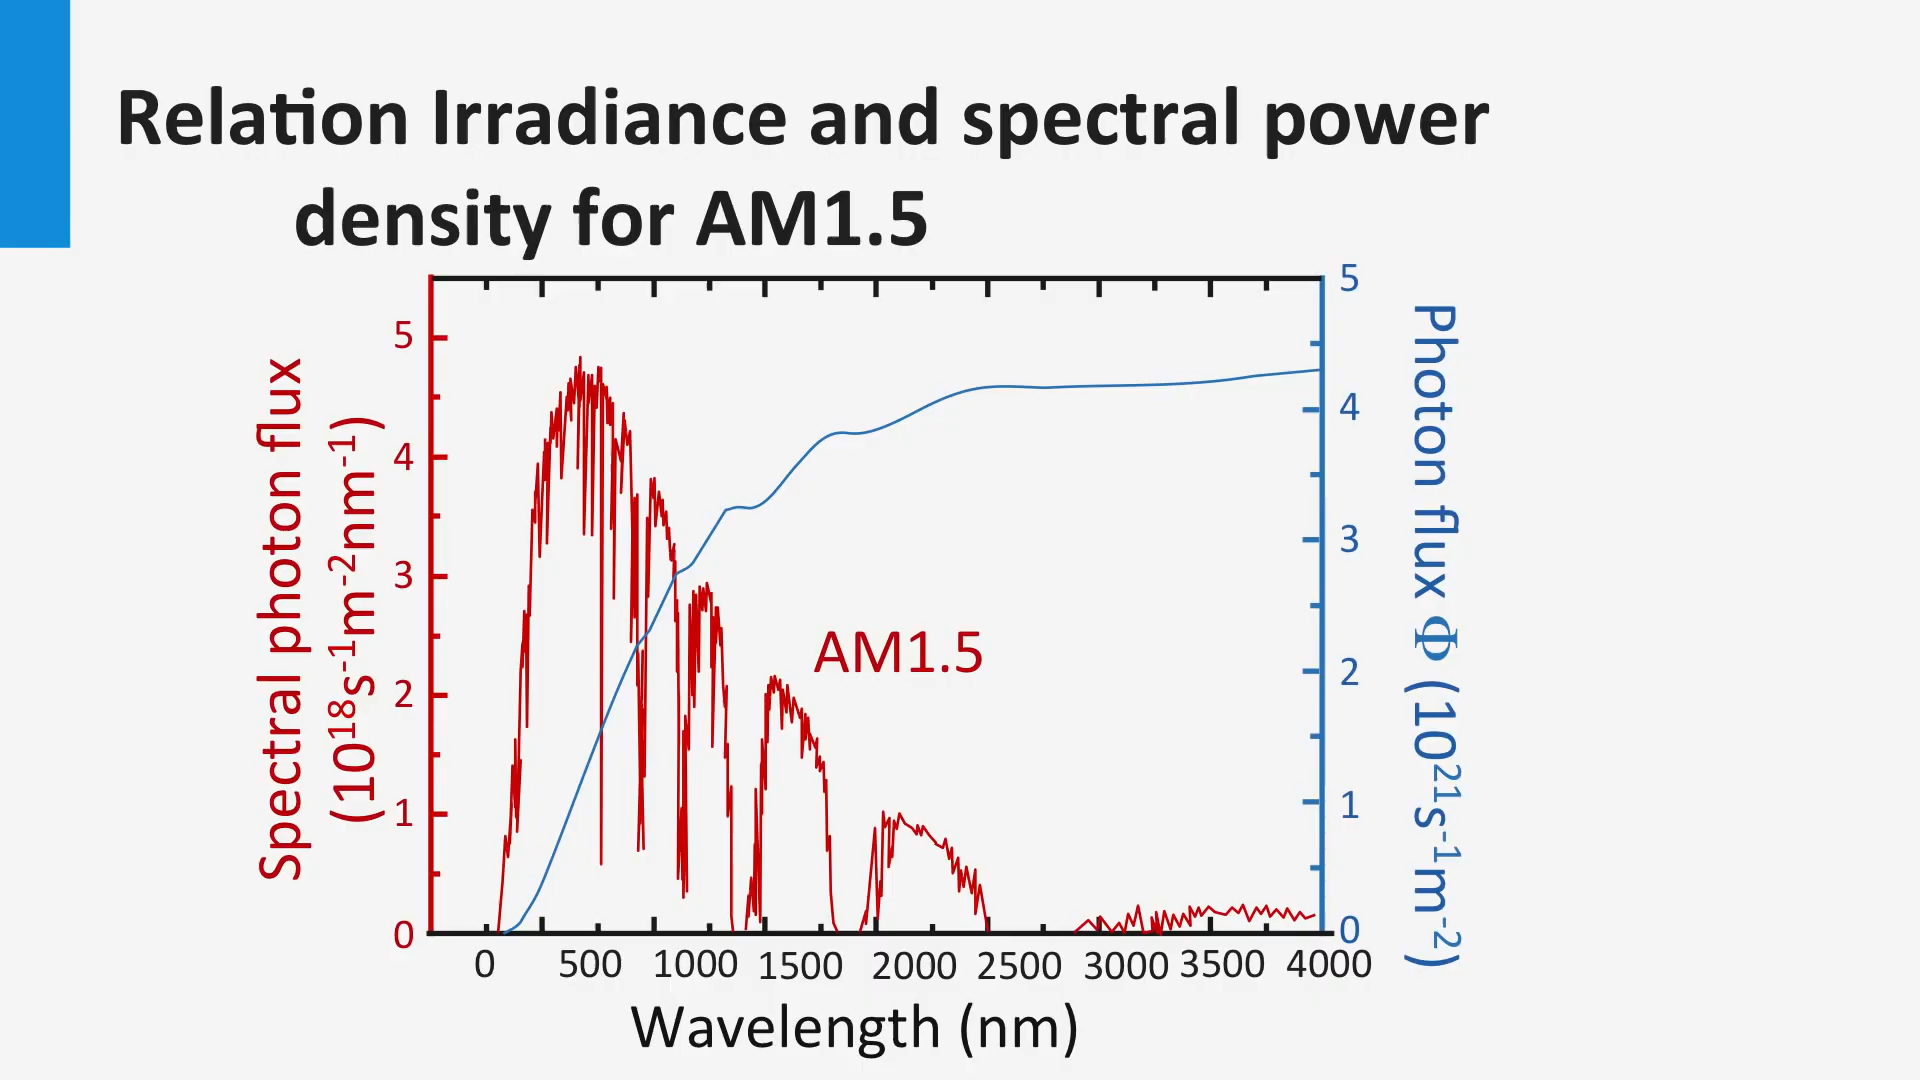 Relation Irradiance and spectral power
density for AM1.5
Spectral photon flux
(10¹⁸s⁻¹m⁻²nm⁻¹)
5
4
3
2
1
0
AM1.5
5
4
3
2
1
0
Photon flux Φ (10²¹s⁻¹m⁻²)
0 500 1000 1500 2000 2500 3000 3500 4000
Wavelength (nm)